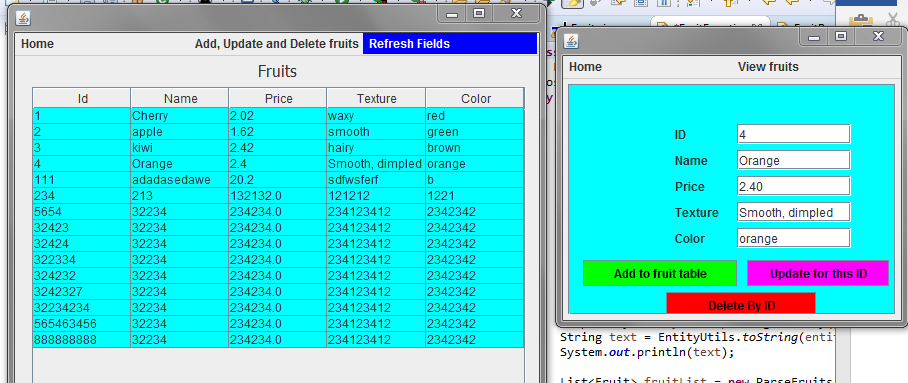 Home Add, Update and Delete fruits Refresh Fields
Fruits
Id Name Price Texture Color
1 Cherry 2.02 waxy red
2 apple 1.62 smooth green
3 kiwi 2.42 hairy brown
4 Orange 2.4 Smooth, dimpled orange
111 adadasedawe 20.2 sdfwsferf b
234 213 132132.0 121212 1221
5654 32234 234234.0 234123412 2342342
32423 32234 234234.0 234123412 2342342
32424 32234 234234.0 234123412 2342342
322334 32234 234234.0 234123412 2342342
324232 32234 234234.0 234123412 2342342
3242327 32234 234234.0 234123412 2342342
32234234 32234 234234.0 234123412 2342342
565463456 32234 234234.0 234123412 2342342
888888888 32234 234234.0 234123412 2342342
Home View fruits
ID 4
Name Orange
Price 2.40
Texture Smooth, dimpled
Color orange
Add to fruit table Update for this ID
Delete By ID
String text = EntityUtils.toString(entit
System.out.println(text);
List<Fruit> fruitList = new ParseFruits